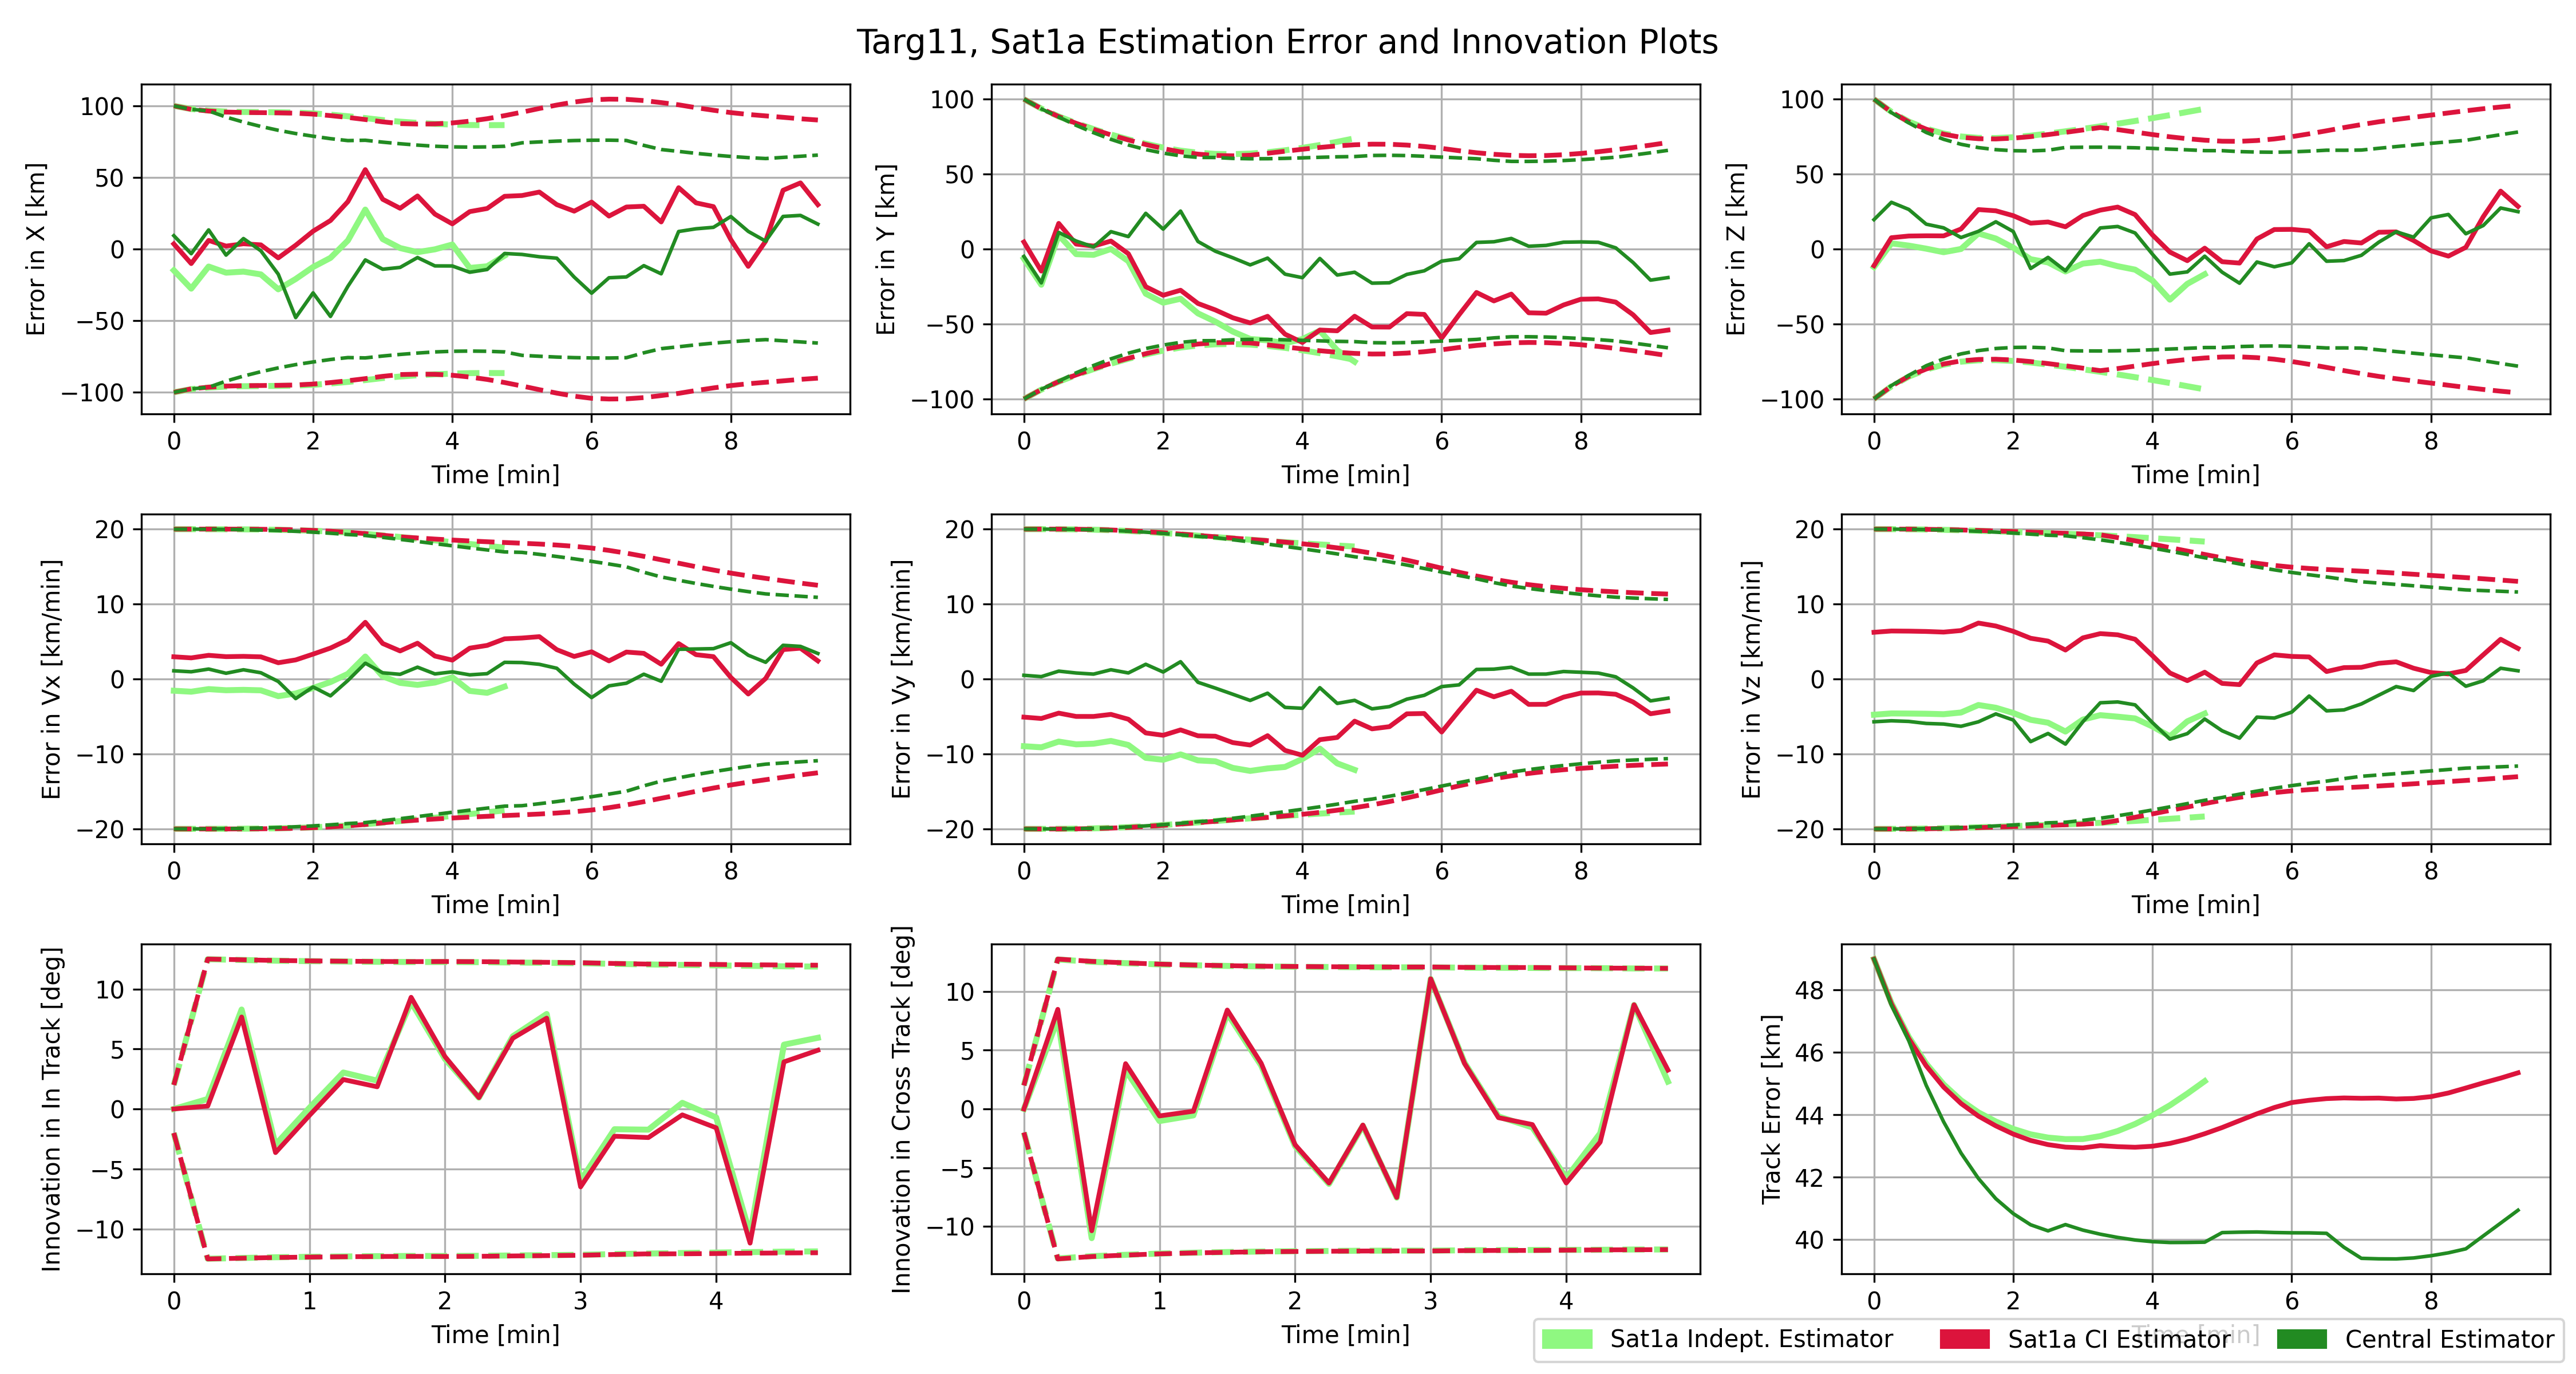 Targ11, Sat1a Estimation Error and Innovation Plots
Error in X [km]
100
50
0
−50
−100
0 2 4 6 8
Time [min]
Error in Y [km]
100
50
0
−50
−100
0 2 4 6 8
Time [min]
Error in Z [km]
100
50
0
−50
−100
0 2 4 6 8
Time [min]
Error in Vx [km/min]
20
10
0
−10
−20
0 2 4 6 8
Time [min]
Error in Vy [km/min]
20
10
0
−10
−20
0 2 4 6 8
Time [min]
Error in Vz [km/min]
20
10
0
−10
−20
0 2 4 6 8
Time [min]
Innovation in In Track [deg]
10
5
0
−5
−10
0 1 2 3 4
Time [min]
Innovation in Cross Track [deg]
10
5
0
−5
−10
0 1 2 3 4
Time [min]
Track Error [km]
48
46
44
42
40
0 2 4 6 8
Time [min]
Sat1a Indept. Estimator Sat1a CI Estimator Central Estimator